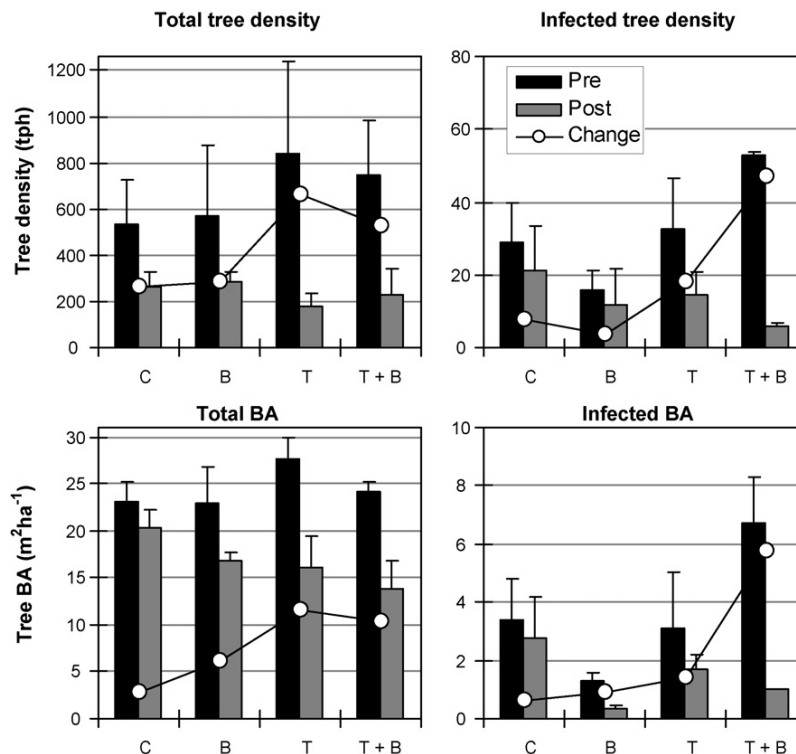 Total tree density
Infected tree density
Tree density (tph)
1200
1000
800
600
400
200
0
C B T T + B
80
60
40
20
0
Pre
Post
Change
C B T T + B
Total BA
Infected BA
Tree BA (m²ha⁻¹)
30
25
20
15
10
5
0
C B T T + B
10
8
6
4
2
0
C B T T + B